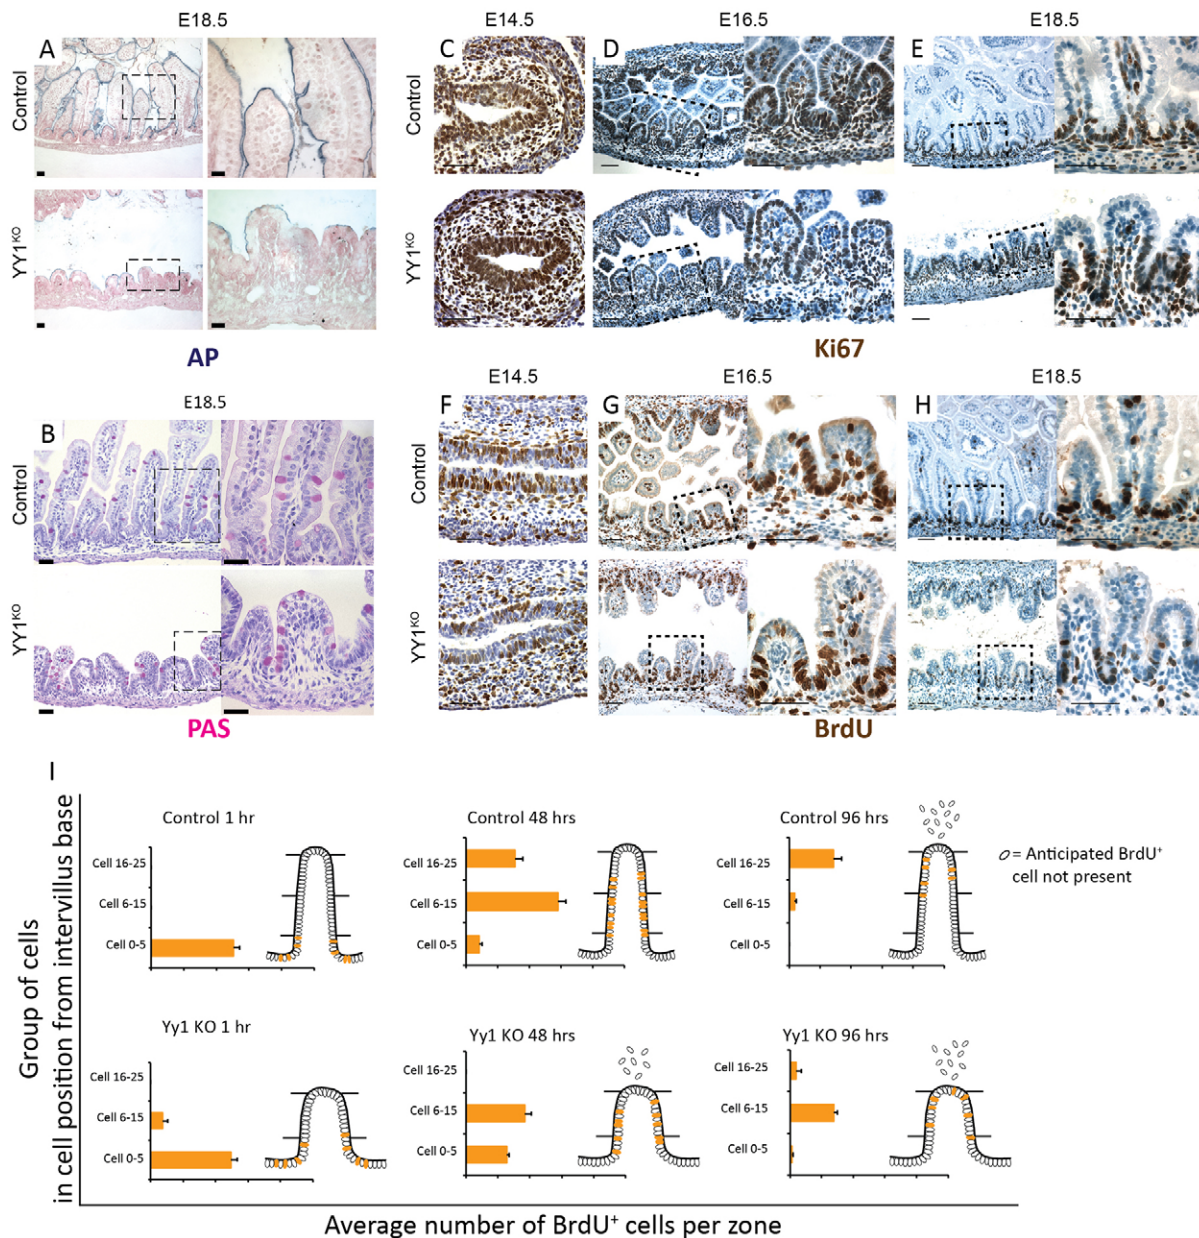 E18.5
A
Control
YY1KO
AP
E14.5
E16.5
E18.5
C
D
E
Control
YY1KO
Ki67
E18.5
B
Control
YY1KO
PAS
E14.5
E16.5
E18.5
F
G
H
Control
YY1KO
BrdU
I
Group of cells
in cell position from intervillus base
Control 1 hr
Cell 16-25
Cell 6-15
Cell 0-5
Control 48 hrs
Cell 16-25
Cell 6-15
Cell 0-5
Control 96 hrs
Cell 16-25
Cell 6-15
Cell 0-5
= Anticipated BrdU+
cell not present
Yy1 KO 1 hr
Cell 16-25
Cell 6-15
Cell 0-5
Yy1 KO 48 hrs
Cell 16-25
Cell 6-15
Cell 0-5
Yy1 KO 96 hrs
Cell 16-25
Cell 6-15
Cell 0-5
Average number of BrdU+ cells per zone